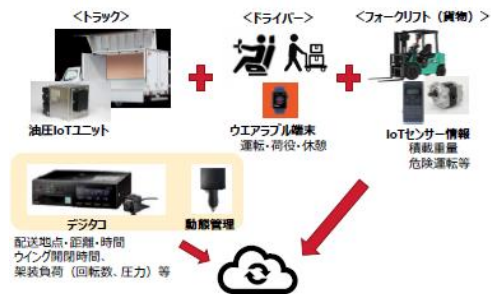 <トラック>
<ドライバー>
<フォークリフト(貨物)>
油圧IoTユニット
ウエアラブル端末
運転・荷役・休憩
IoTセンサー情報
積載重量
危険運転等
デジタコ
動態管理
配送地点・距離・時間
ウイング開閉時間、
架装負荷(回転数、圧力)等